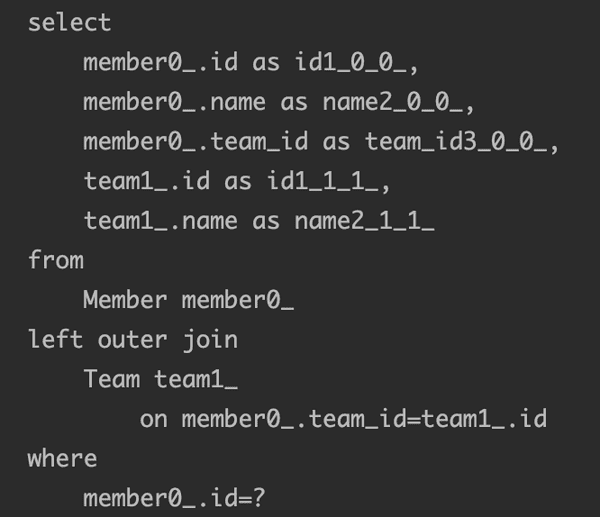 select
member0_.id as id1_0_0_,
member0_.name as name2_0_0_,
member0_.team_id as team_id3_0_0_,
team1_.id as id1_1_1_,
team1_.name as name2_1_1_
from
Member member0_
left outer join
Team team1_
on member0_.team_id=team1_.id
where
member0_.id=?